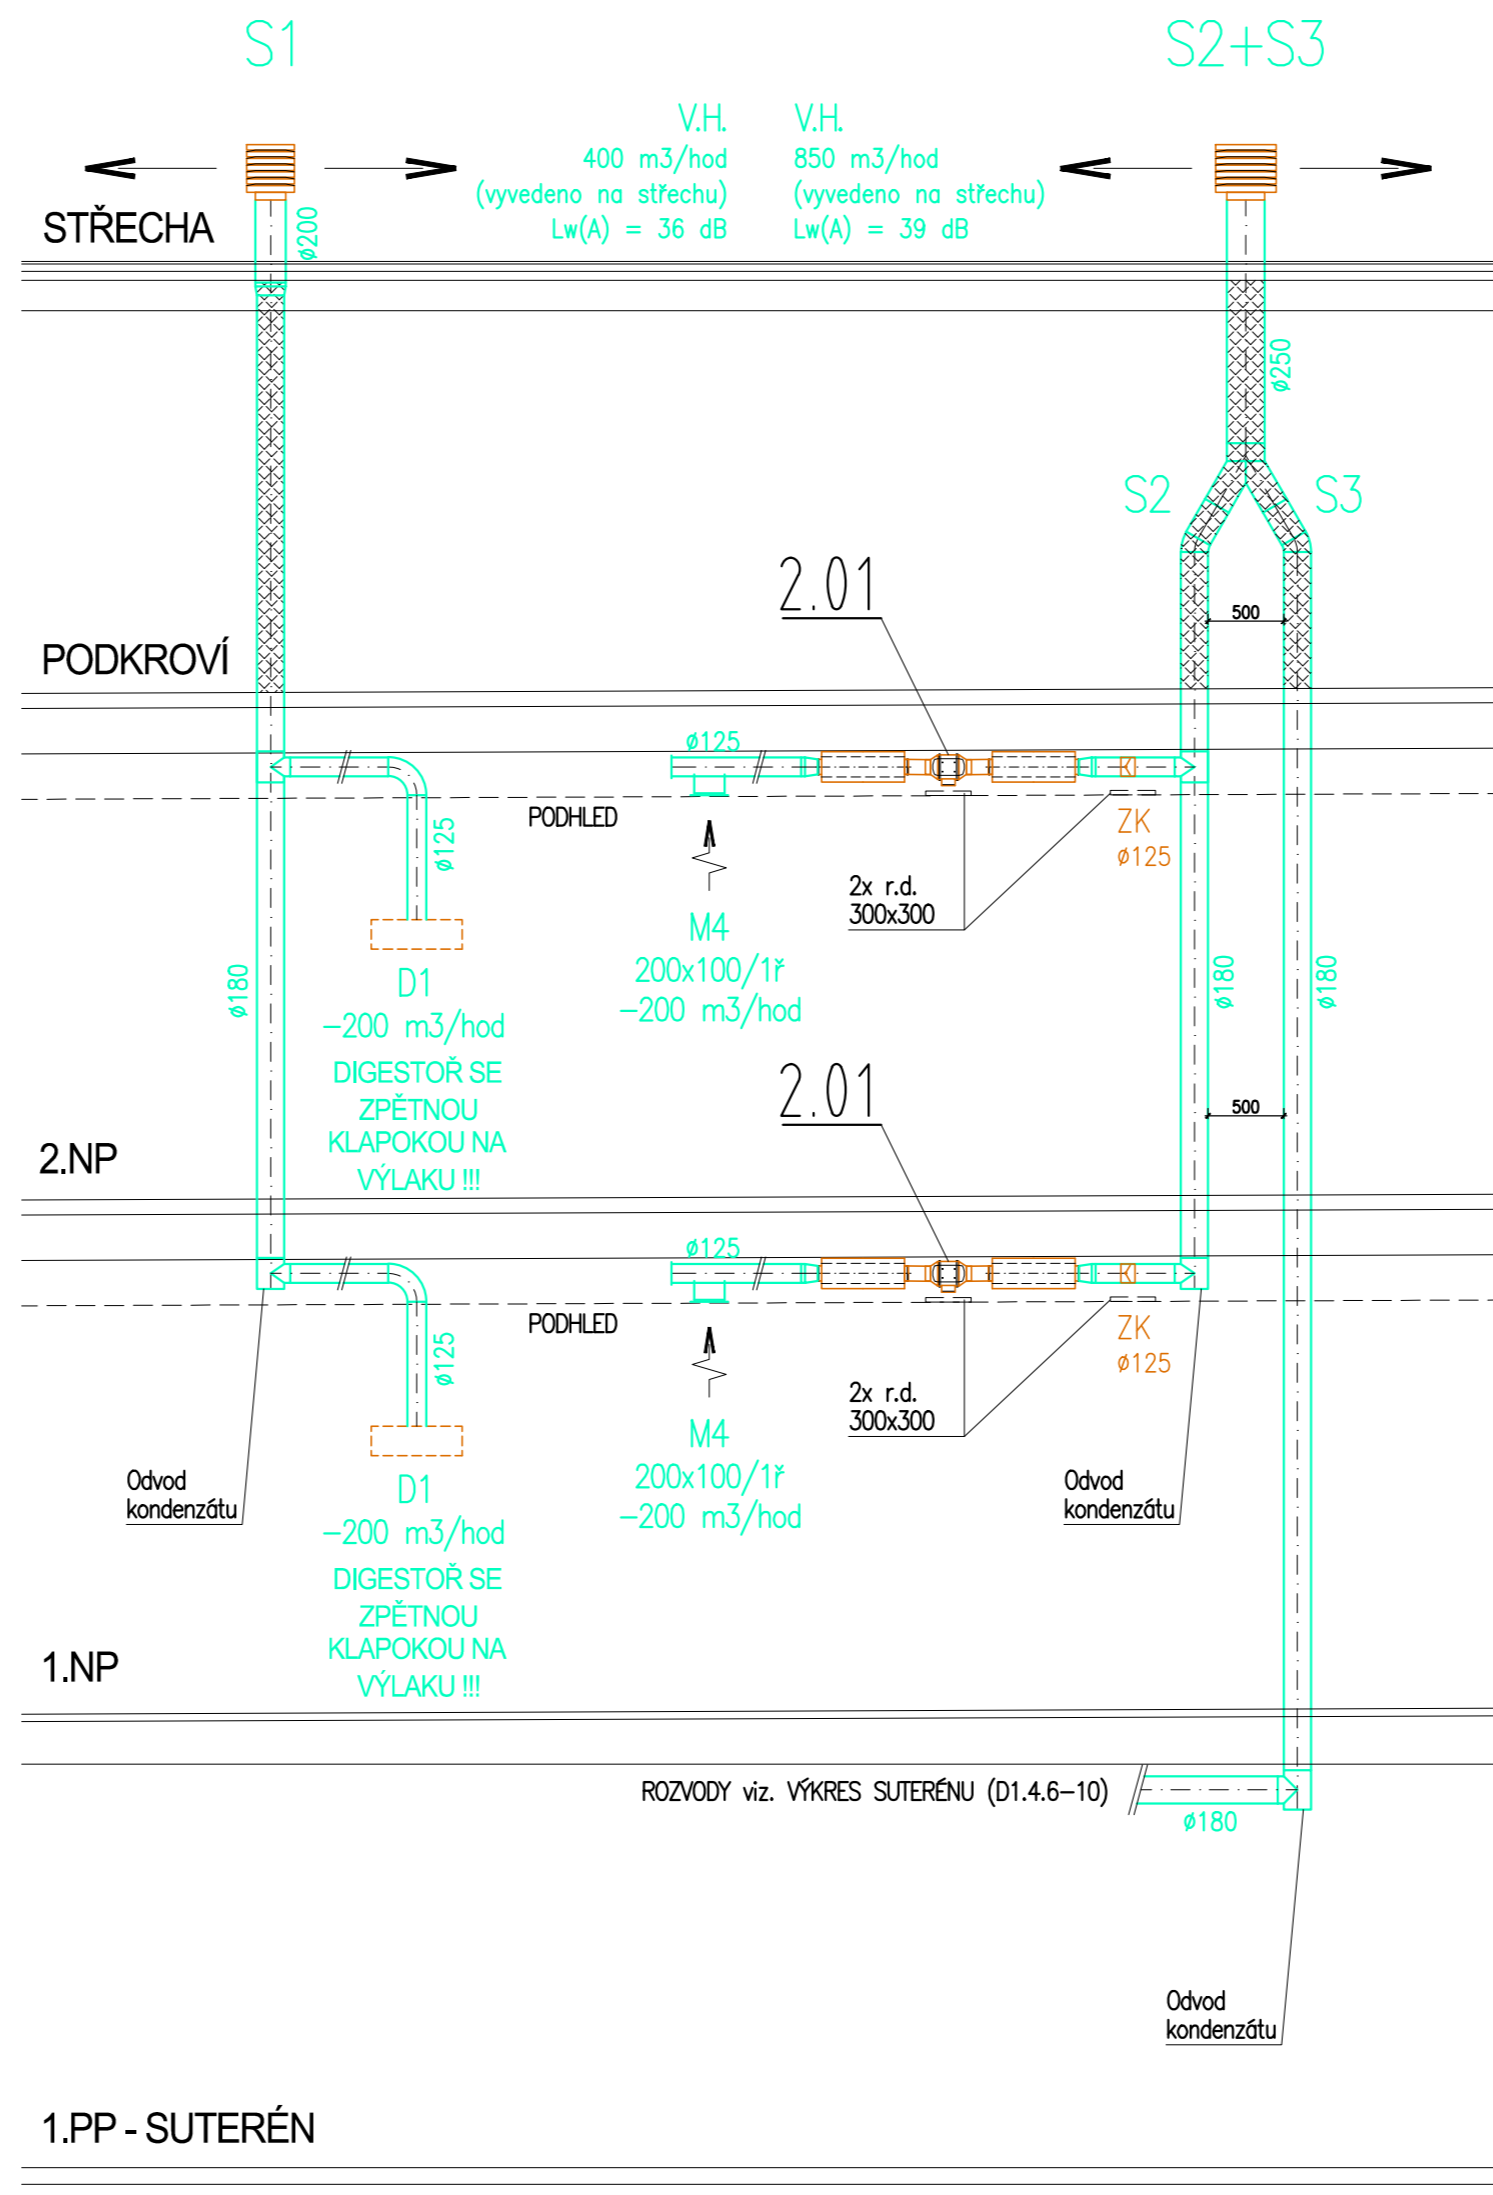 S1
S2+S3
V.H.
400 m3/hod
(vyvedeno na střechu)
Lw(A) = 36 dB
V.H.
850 m3/hod
(vyvedeno na střechu)
Lw(A) = 39 dB
STŘECHA
ø200
ø250
S2
S3
2.01
500
PODKROVÍ
ø125
PODHLED
ø125
ZK
ø125
2x r.d.
300x300
M4
200x100/1ř
-200 m3/hod
ø180
D1
-200 m3/hod
DIGESTOŘ SE
ZPĚTNOU
KLAPOKOU NA
VÝLAKU !!!
ø180
ø180
2.01
500
2.NP
ø125
PODHLED
ø125
ZK
ø125
2x r.d.
300x300
M4
200x100/1ř
-200 m3/hod
Odvod
kondenzátu
D1
-200 m3/hod
DIGESTOŘ SE
ZPĚTNOU
KLAPOKOU NA
VÝLAKU !!!
Odvod
kondenzátu
1.NP
ROZVODY viz. VÝKRES SUTERÉNU (D1.4.6-10)
ø180
Odvod
kondenzátu
1.PP - SUTERÉN